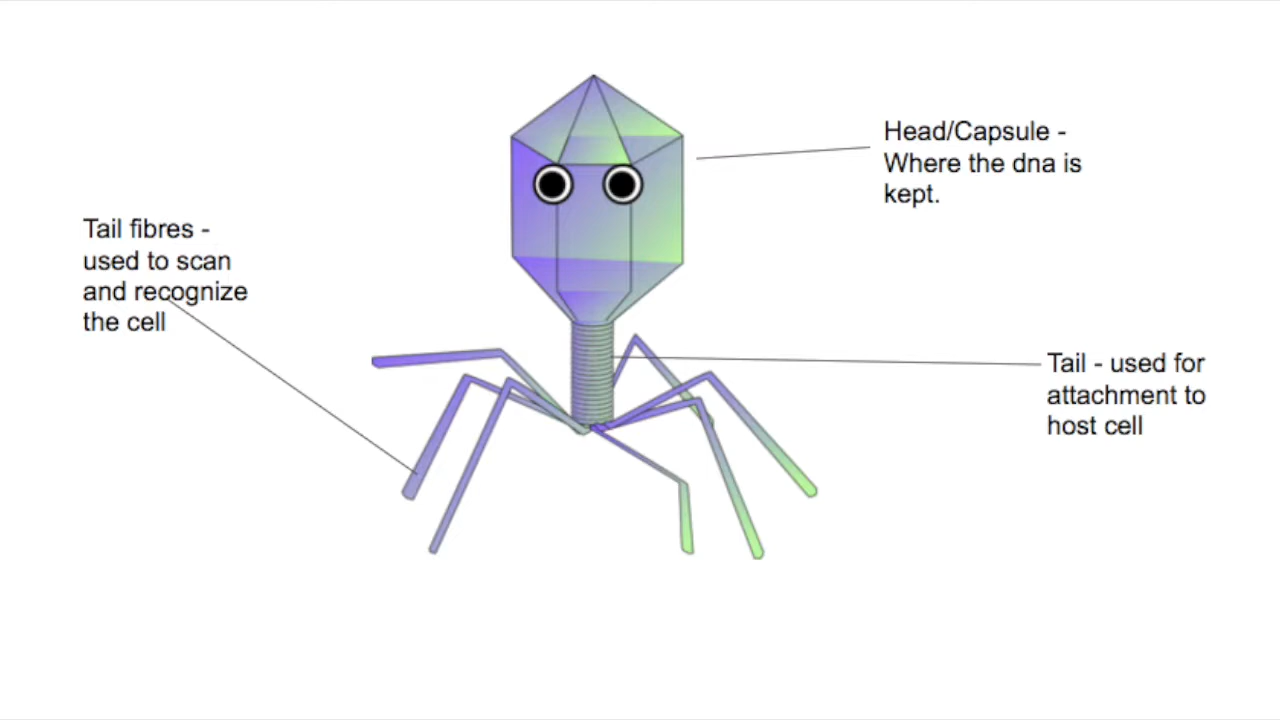 Head/Capsule -
Where the dna is
kept.
Tail fibres -
used to scan
and recognize
the cell
Tail - used for
attachment to
host cell